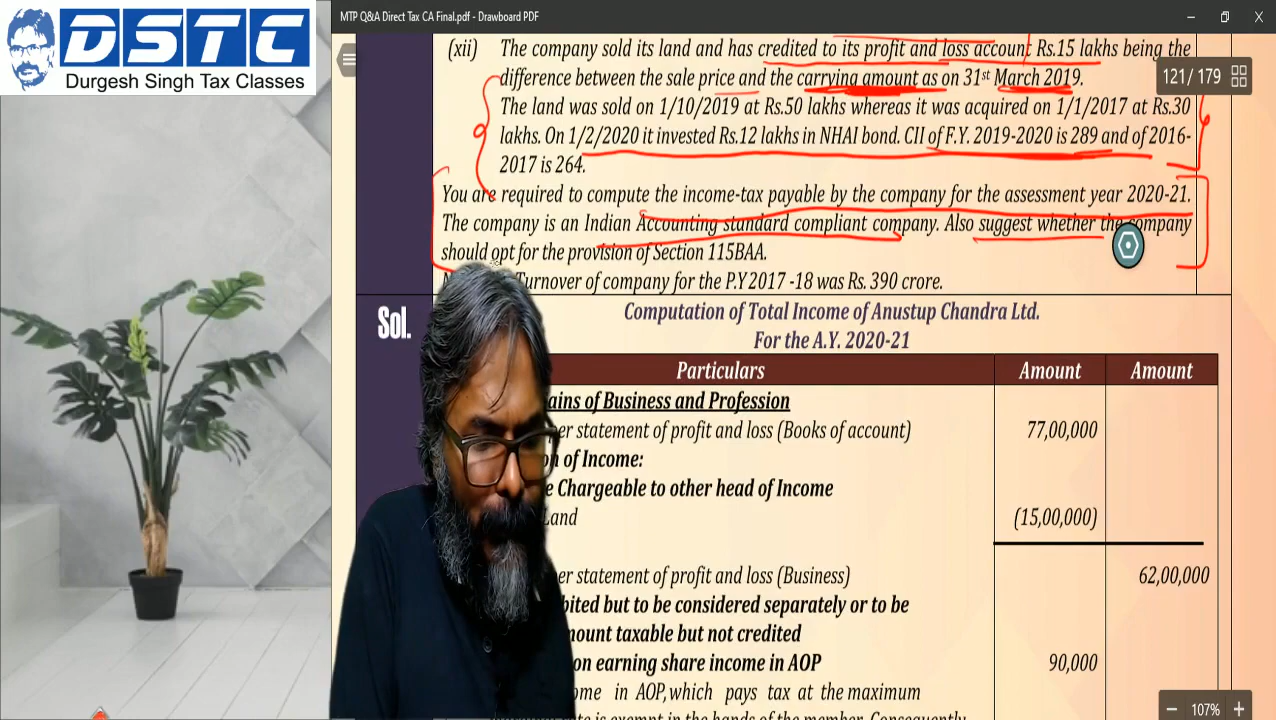 MTP Q&A Direct Tax CA Final.pdf - Drawboard PDF
DSTC
Durgesh Singh Tax Classes
121 / 179
(xii) The company sold its land and has credited to its profit and loss account Rs.15 lakhs being the
difference between the sale price and the carrying amount as on 31st March 2019.
The land was sold on 1/10/2019 at Rs.50 lakhs whereas it was acquired on 1/1/2017 at Rs.30
lakhs. On 1/2/2020 it invested Rs.12 lakhs in NHAI bond. CII of F.Y. 2019-2020 is 289 and of 2016-
2017 is 264.
You are required to compute the income-tax payable by the company for the assessment year 2020-21.
The company is an Indian Accounting standard compliant company. Also suggest whether the company
should opt for the provision of Section 115BAA.
Turnover of company for the P.Y 2017 -18 was Rs. 390 crore.
Sol.
Computation of Total Income of Anustup Chandra Ltd.
For the A.Y. 2020-21
Particulars Amount Amount
of Business and Profession
per statement of profit and loss (Books of account) 77,00,000
of Income:
Chargeable to other head of Income
Land (15,00,000)
per statement of profit and loss (Business) 62,00,000
but to be considered separately or to be
taxable but not credited
on earning share income in AOP 90,000
in AOP, which pays tax at the maximum
is exempt in the hands of the member. Consequently
107%